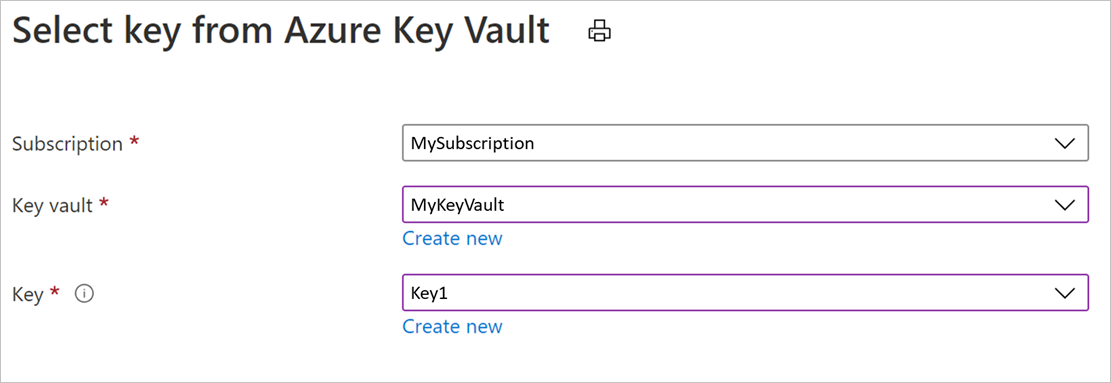 Select key from Azure Key Vault
Subscription *
MySubscription
Key vault *
MyKeyVault
Create new
Key *
Key1
Create new